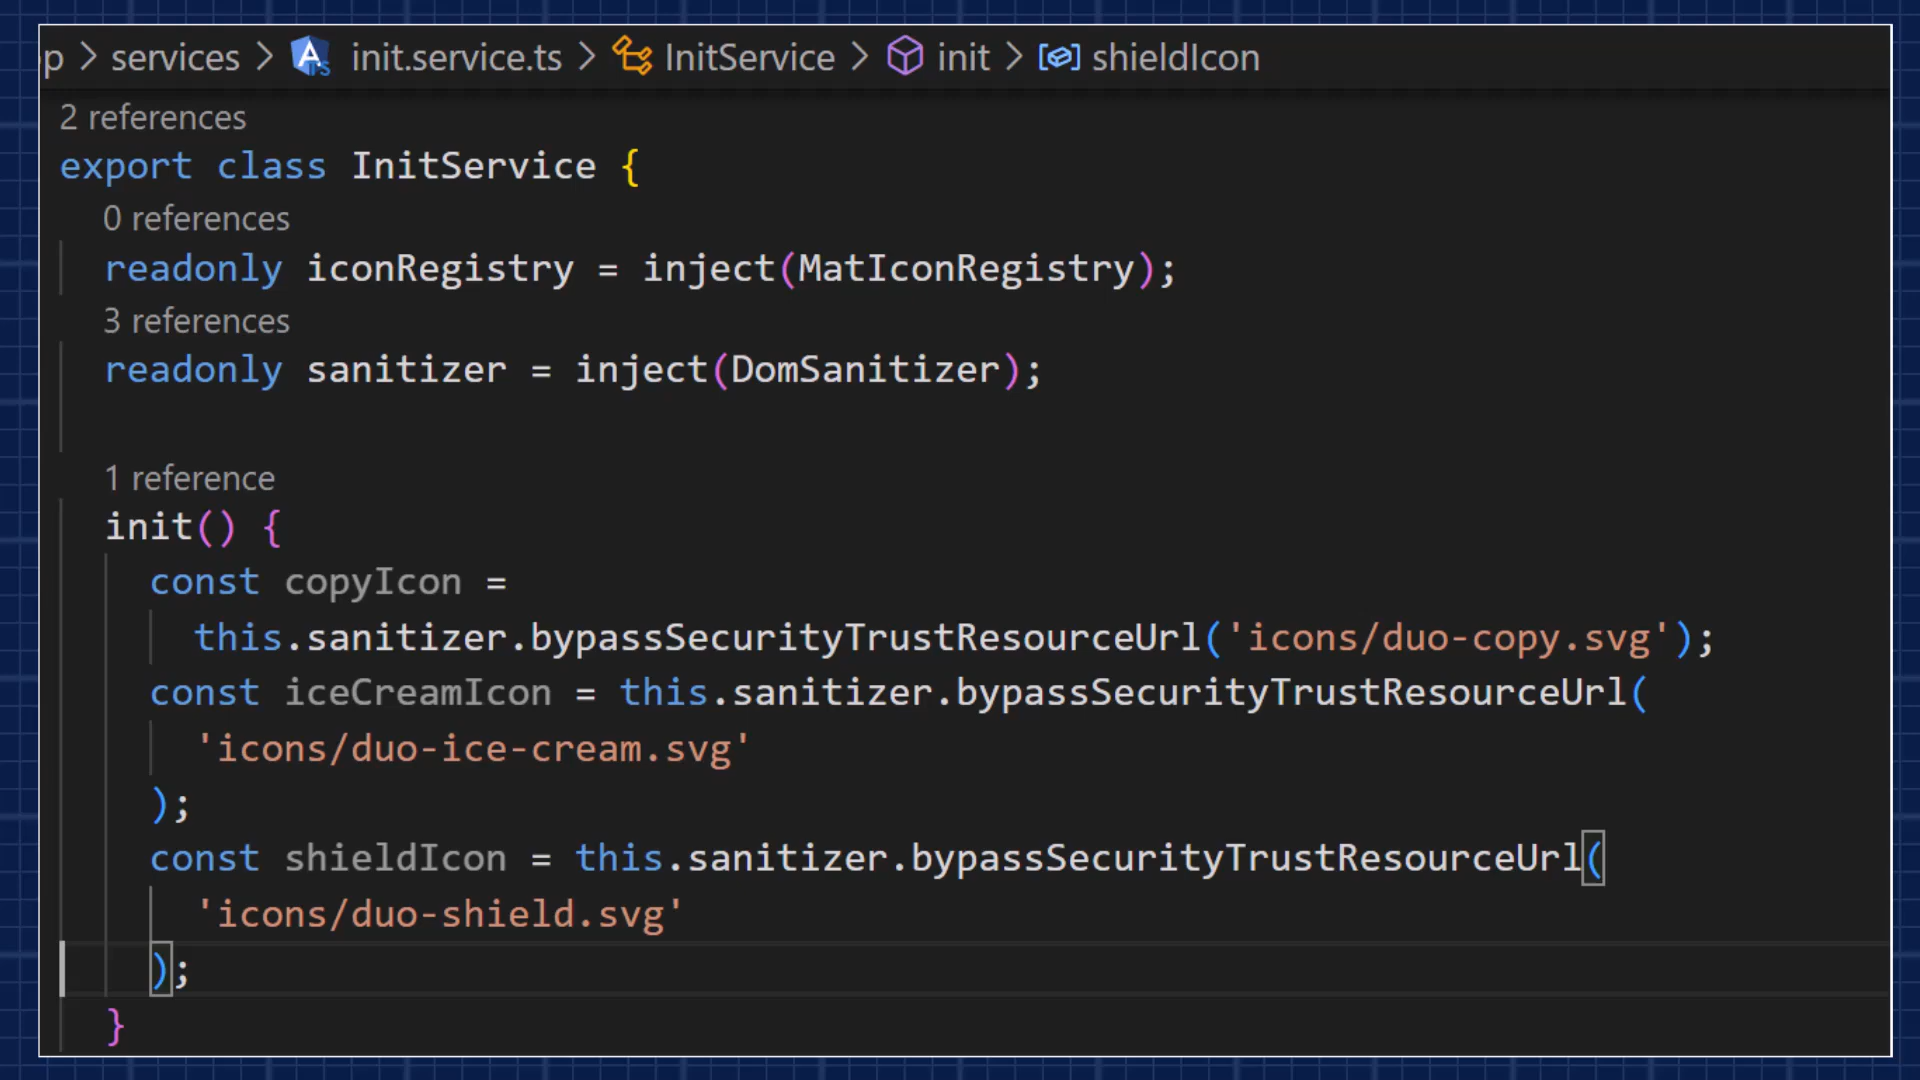 p > services > init.service.ts > InitService > init > shieldIcon
2 references
export class InitService {
0 references
readonly iconRegistry = inject(MatIconRegistry);
3 references
readonly sanitizer = inject(DomSanitizer);
1 reference
init() {
const copyIcon =
this.sanitizer.bypassSecurityTrustResourceUrl('icons/duo-copy.svg');
const iceCreamIcon = this.sanitizer.bypassSecurityTrustResourceUrl(
'icons/duo-ice-cream.svg'
);
const shieldIcon = this.sanitizer.bypassSecurityTrustResourceUrl(
'icons/duo-shield.svg'
);
}